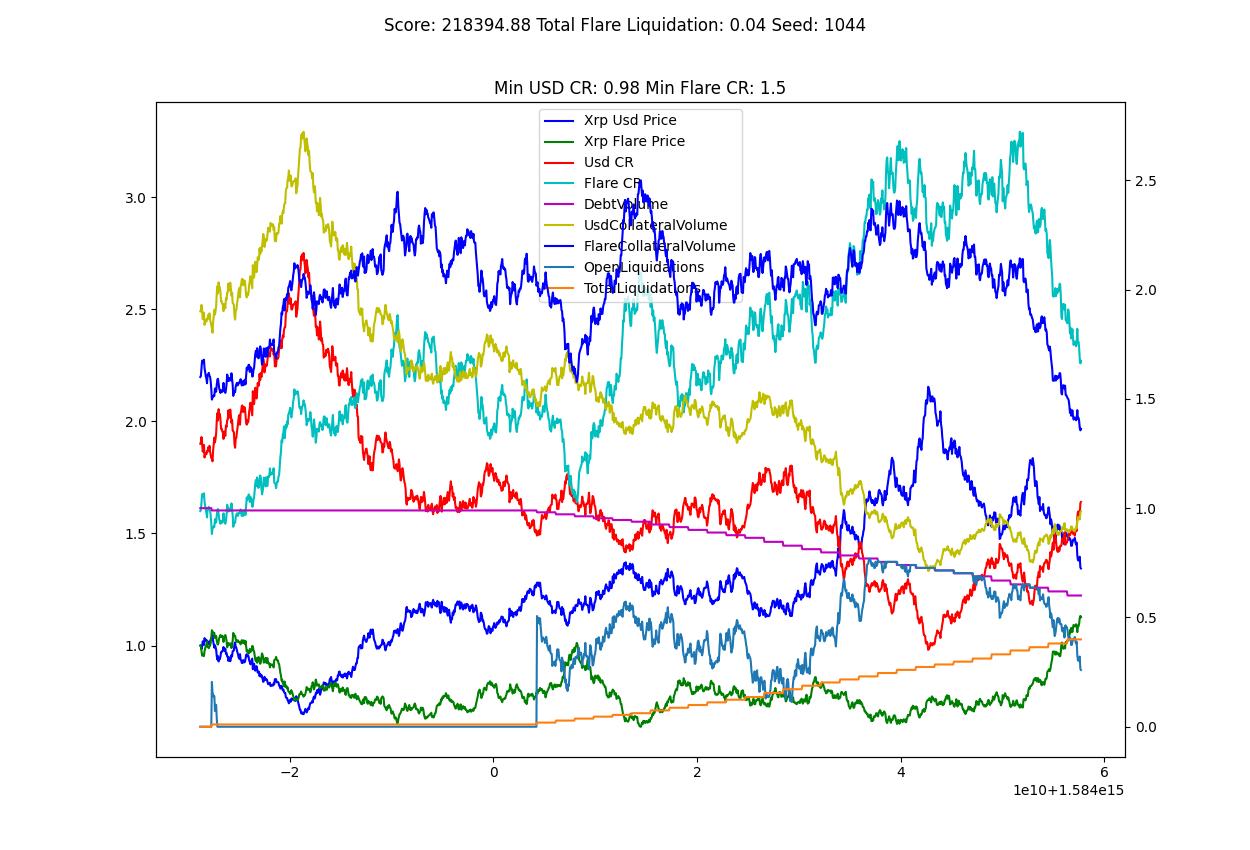 Score: 218394.88 Total Flare Liquidation: 0.04 Seed: 1044
Min USD CR: 0.98 Min Flare CR: 1.5
Xrp Usd Price
Xrp Flare Price
Usd CR
Flare CR
DebtVolume
UsdCollateralVolume
FlareCollateralVolume
OpenLiquidations
TotalLiquidations
3.0
2.5
2.0
1.5
1.0
2.5
2.0
1.5
1.0
0.5
0.0
−2
0
2
4
6
1e10+1.584e15